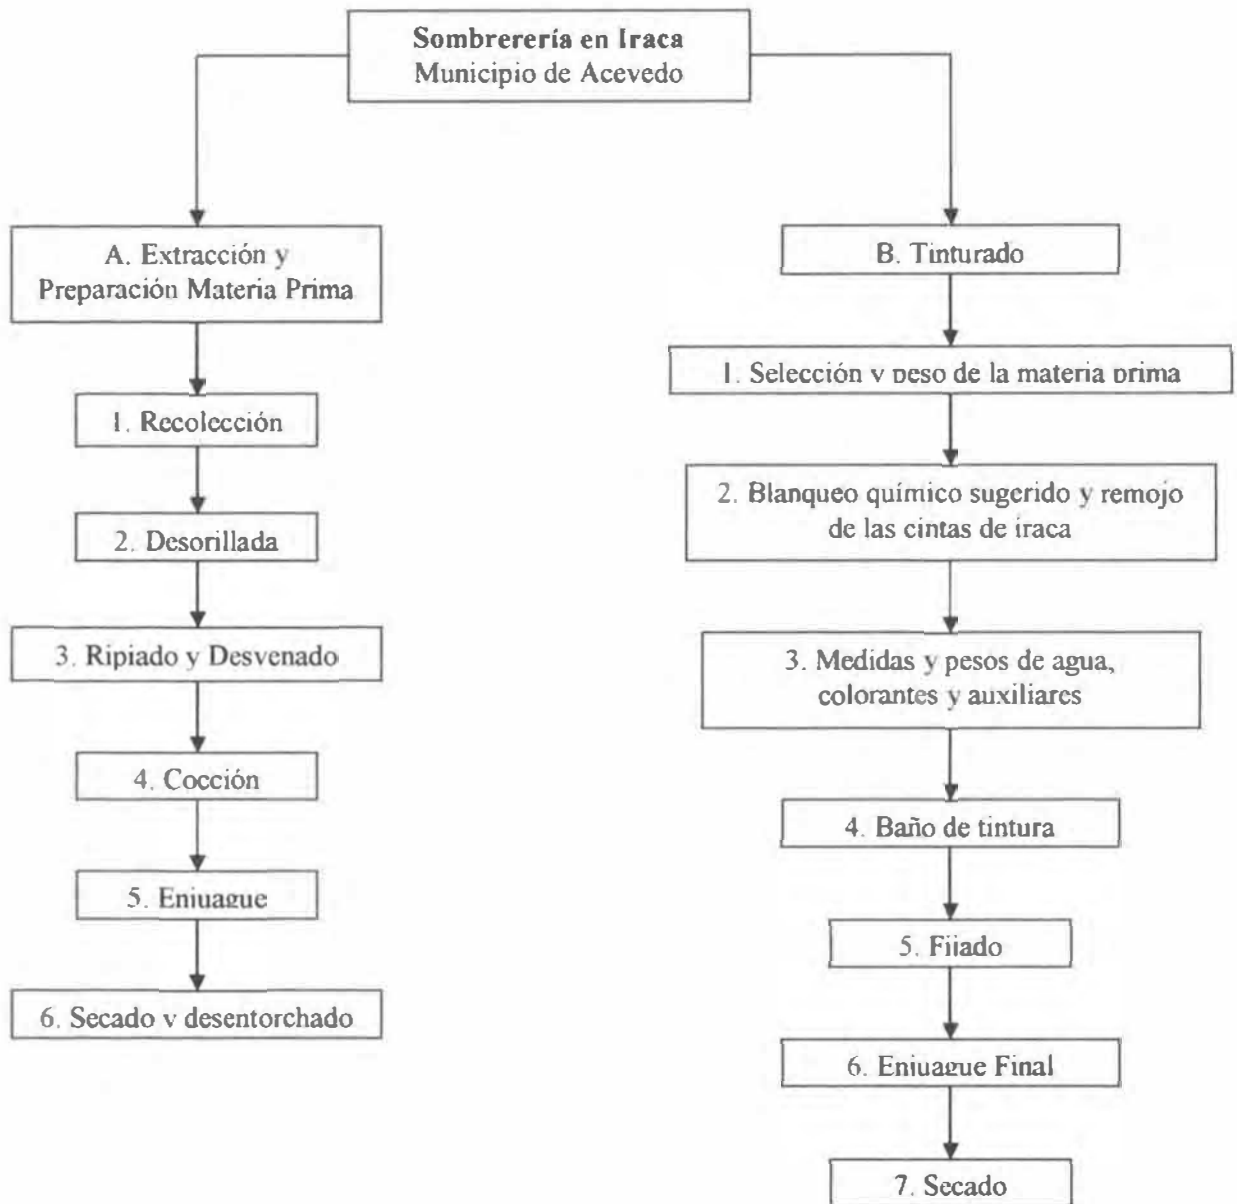 Sombrerería en Iraca
Municipio de Acevedo
A. Extracción y
Preparación Materia Prima
1. Recolección
2. Desorillada
3. Ripiado y Desvenado
4. Cocción
5. Enjuague
6. Secado y desentorchado
B. Tinturado
1. Selección y peso de la materia prima
2. Blanqueo químico sugerido y remojo
de las cintas de iraca
3. Medidas y pesos de agua,
colorantes y auxiliares
4. Baño de tintura
5. Fijado
6. Enjuague Final
7. Secado